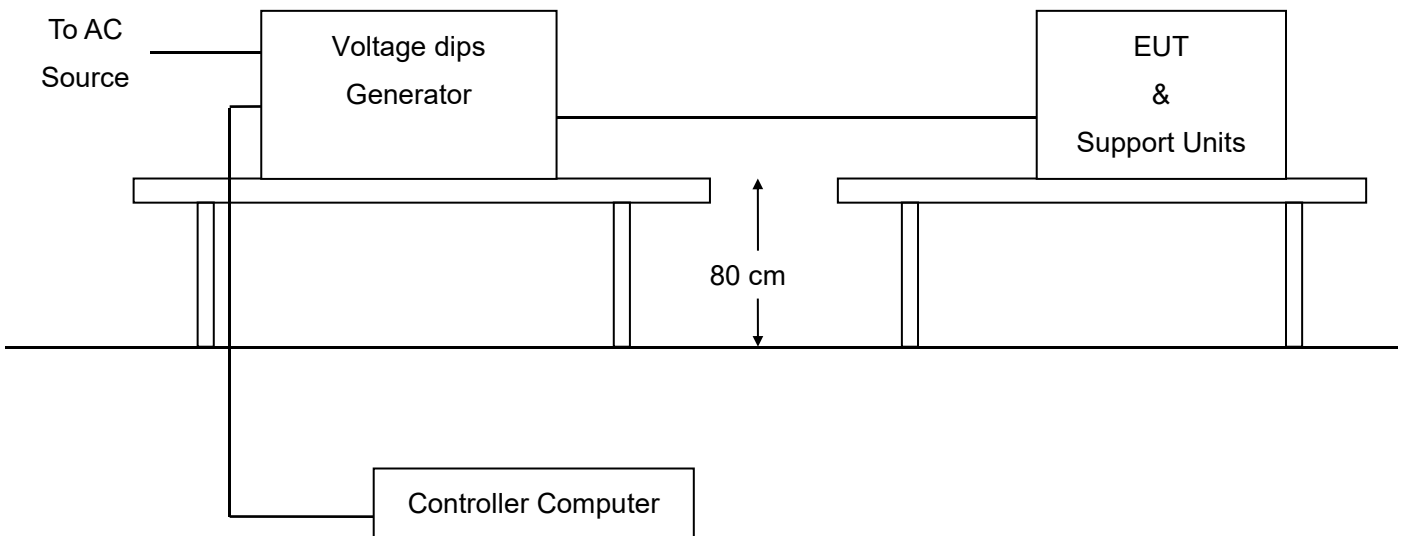 To AC
Source
Voltage dips
Generator
EUT
&
Support Units
80 cm
Controller Computer